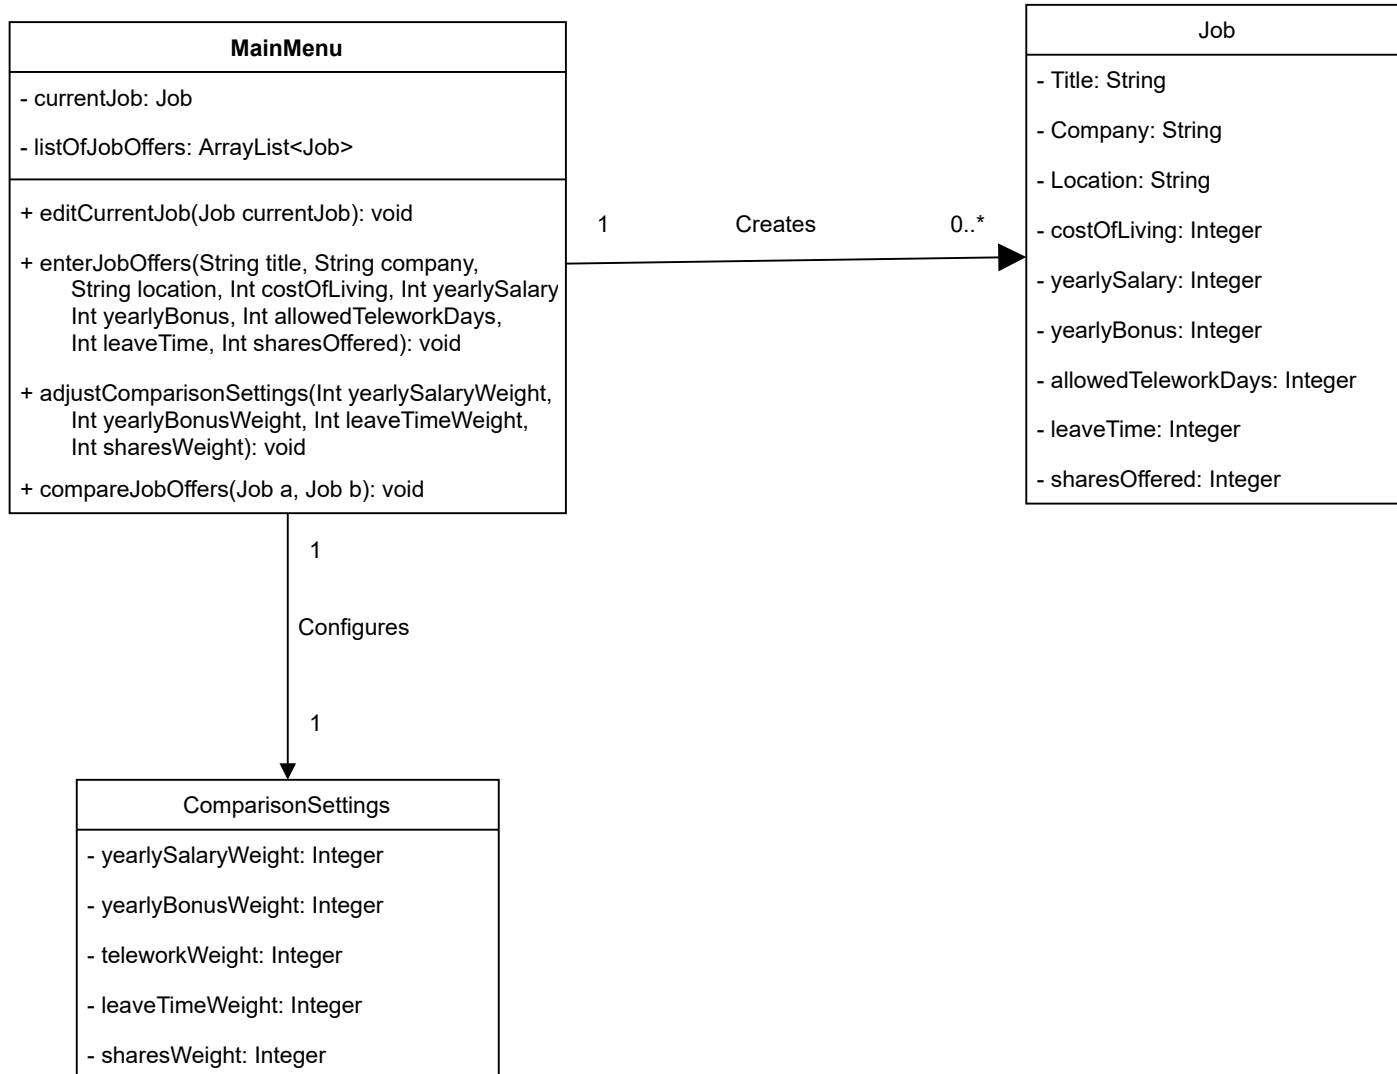 MainMenu
- currentJob: Job
- listOfJobOffers: ArrayList<Job>
+ editCurrentJob(Job currentJob): void
+ enterJobOffers(String title, String company,
String location, Int costOfLiving, Int yearlySalary
Int yearlyBonus, Int allowedTeleworkDays,
Int leaveTime, Int sharesOffered): void
+ adjustComparisonSettings(Int yearlySalaryWeight,
Int yearlyBonusWeight, Int leaveTimeWeight,
Int sharesWeight): void
+ compareJobOffers(Job a, Job b): void
1
Creates
0..*
Job
- Title: String
- Company: String
- Location: String
- costOfLiving: Integer
- yearlySalary: Integer
- yearlyBonus: Integer
- allowedTeleworkDays: Integer
- leaveTime: Integer
- sharesOffered: Integer
1
Configures
1
ComparisonSettings
- yearlySalaryWeight: Integer
- yearlyBonusWeight: Integer
- teleworkWeight: Integer
- leaveTimeWeight: Integer
- sharesWeight: Integer